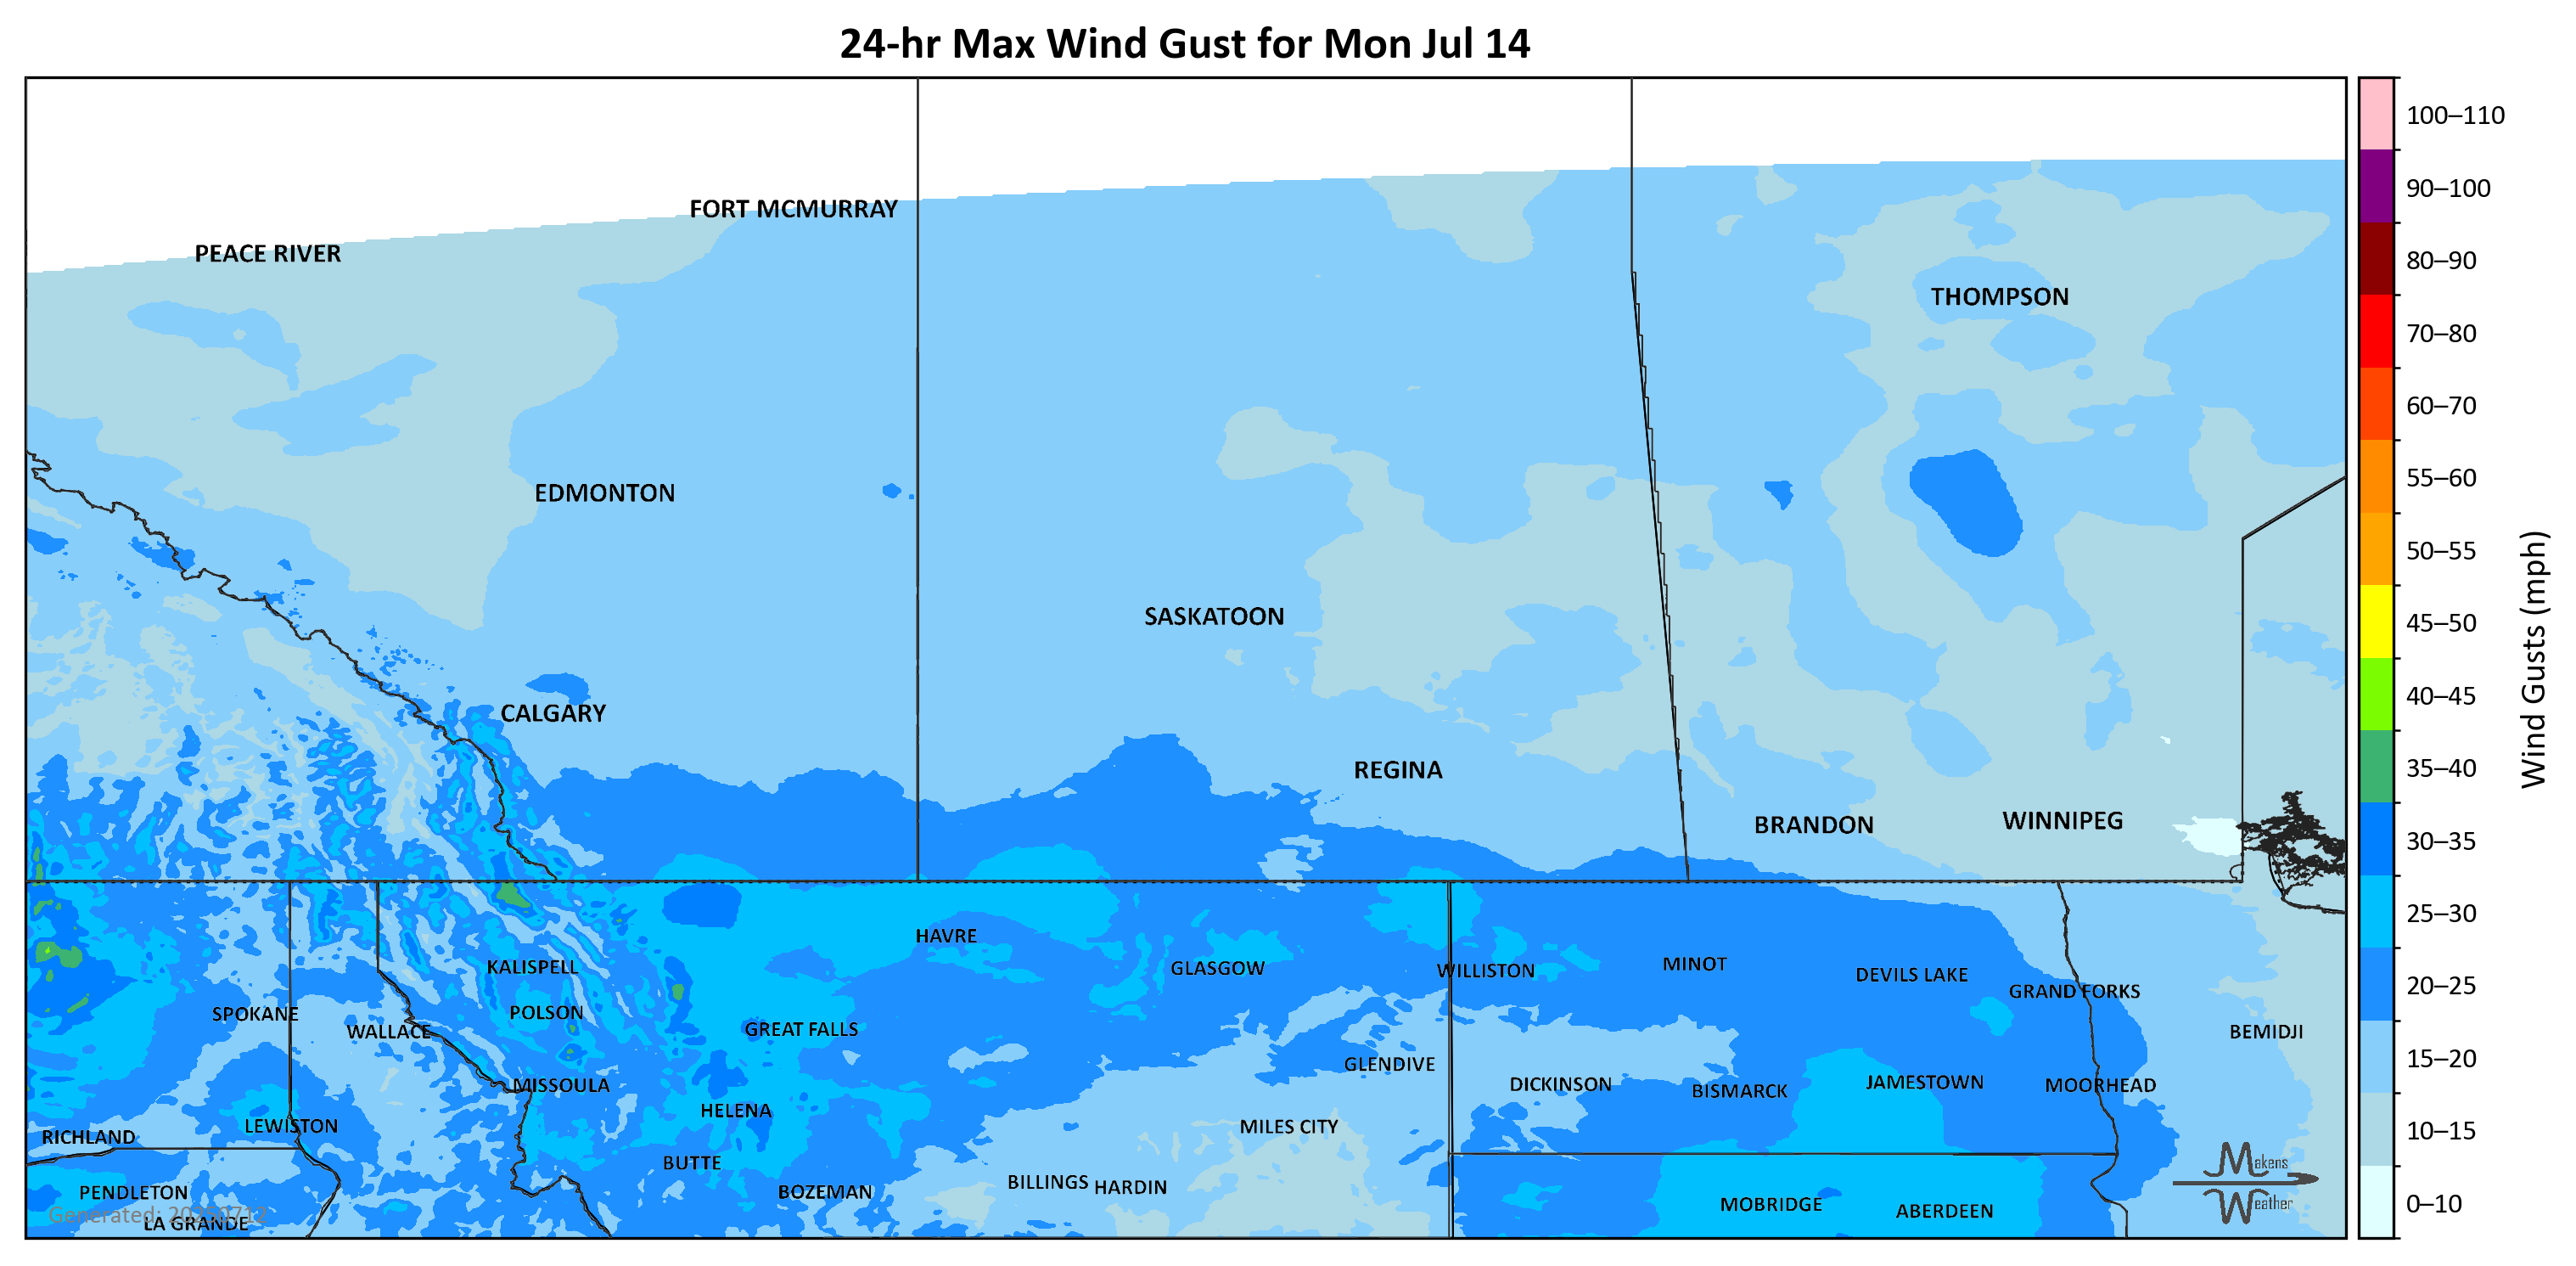 24-hr Max Wind Gust for Mon Jul 14
100–110
90–100
80–90
70–80
60–70
55–60
50–55
45–50
40–45
35–40
30–35
25–30
20–25
15–20
10–15
0–10
Wind Gusts (mph)
FORT MCMURRAY
PEACE RIVER
THOMPSON
EDMONTON
SASKATOON
CALGARY
REGINA
BRANDON
WINNIPEG
HAVRE
KALISPELL
GLASGOW
WILLISTON
MINOT
DEVILS LAKE
GRAND FORKS
SPOKANE
POLSON
WALLACE
GREAT FALLS
BEMIDJI
GLENDIVE
MISSOULA
DICKINSON
BISMARCK
JAMESTOWN
MOORHEAD
HELENA
LEWISTON
MILES CITY
RICHLAND
BUTTE
PENDLETON
BOZEMAN
BILLINGS
HARDIN
MOBRIDGE
ABERDEEN
Generated: 20250712
LA GRANDE
Makens
Weather